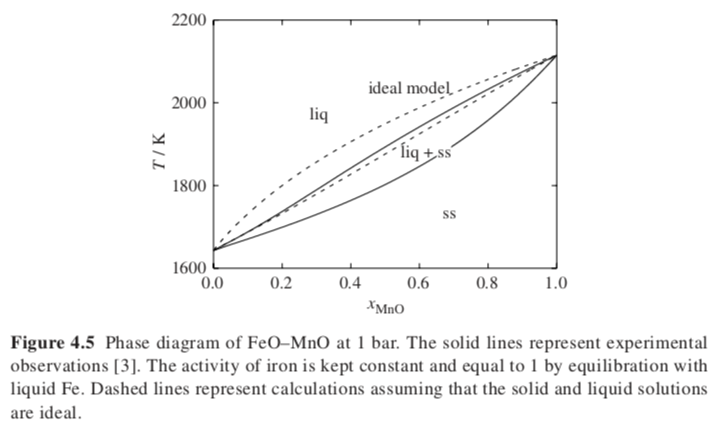 2200
ideal model
2000
liq
T / K
liq + ss
1800
ss
1600
0.0 0.2 0.4 0.6 0.8 1.0
xMnO
Figure 4.5 Phase diagram of FeO–MnO at 1 bar. The solid lines represent experimental
observations [3]. The activity of iron is kept constant and equal to 1 by equilibration with
liquid Fe. Dashed lines represent calculations assuming that the solid and liquid solutions
are ideal.